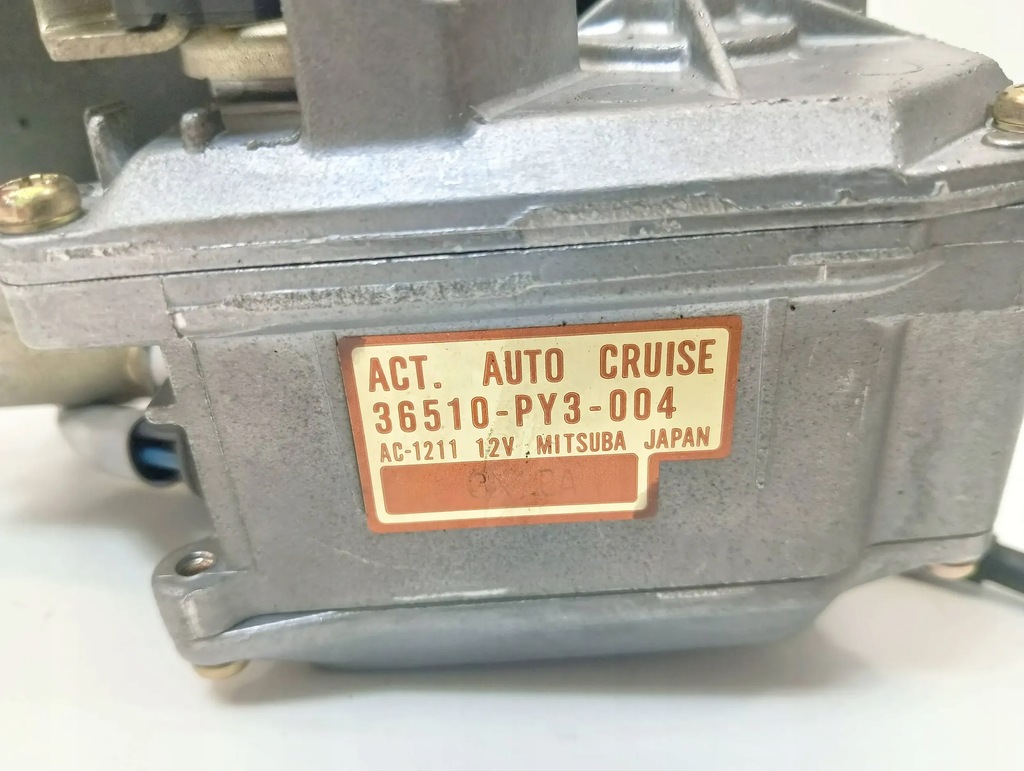 ACT. AUTO CRUISE
36510-PY3-004
AC-1211 12V MITSUBA JAPAN